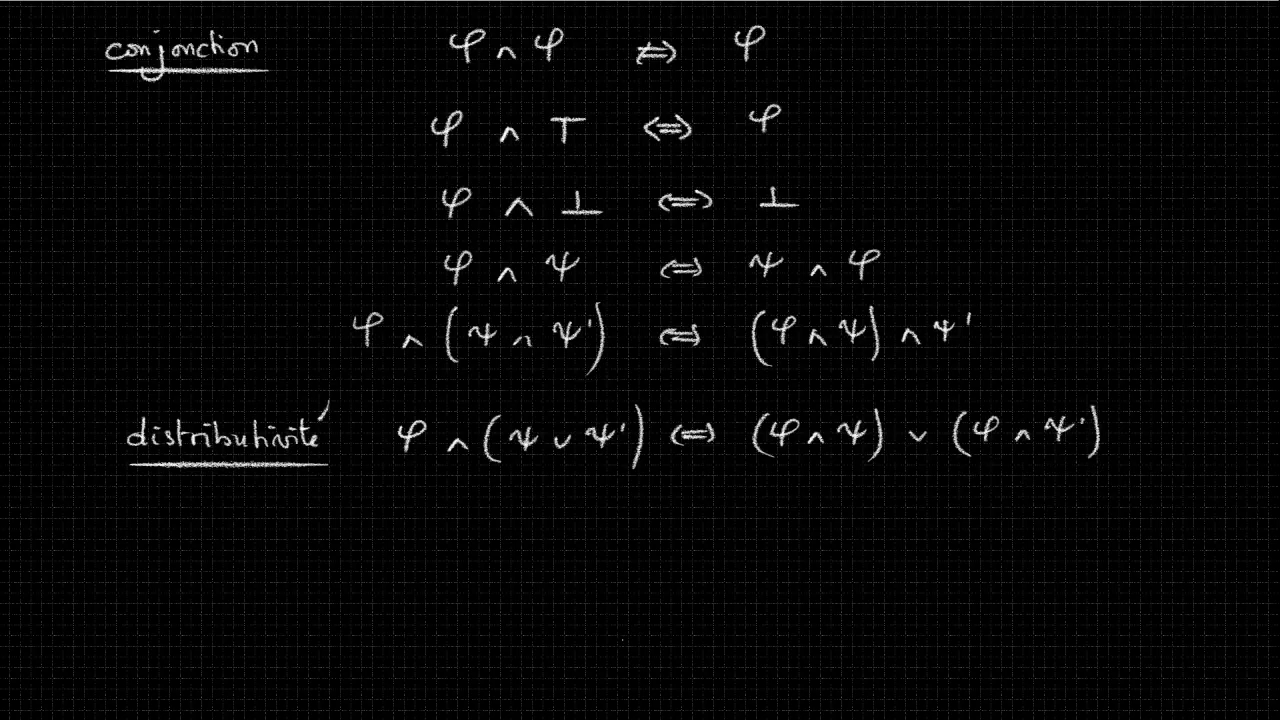 conjonction φ ∧ φ ⇔ φ
φ ∧ ⊤ ⇔ φ
φ ∧ ⊥ ⇔ ⊥
φ ∧ ψ ⇔ ψ ∧ φ
φ ∧ (ψ ∧ ψ') ⇔ (φ ∧ ψ) ∧ ψ'
distributivité φ ∧ (ψ ∨ ψ') ⇔ (φ ∧ ψ) ∨ (φ ∧ ψ')